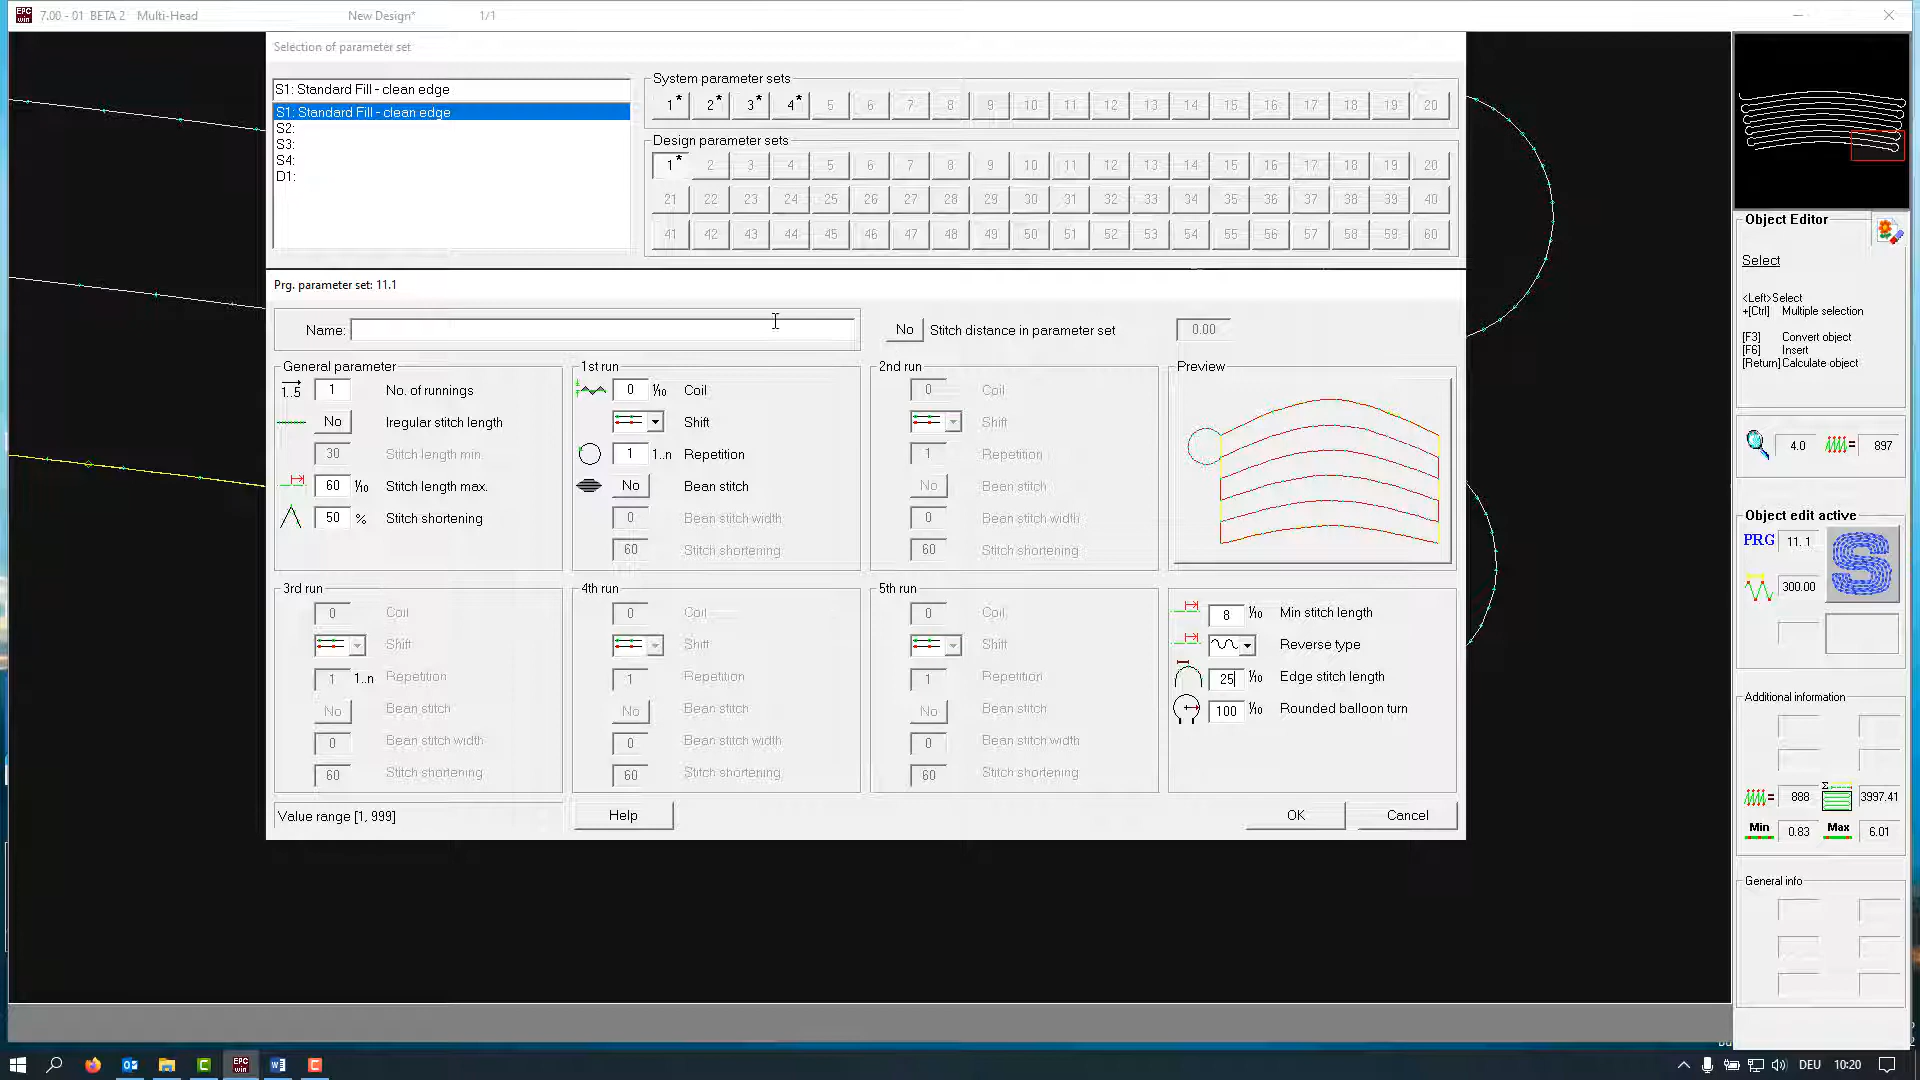 EPC win 7.00 - 01 BETA 2 Multi-Head New Design* 1/1
Selection of parameter set
S1: Standard Fill - clean edge
S1: Standard Fill - clean edge
S2:
S3:
S4:
D1:
System parameter sets
1* 2* 3* 4* 5 6 7 8 9 10 11 12 13 14 15 16 17 18 19 20
Design parameter sets
1* 2 3 4 5 6 7 8 9 10 11 12 13 14 15 16 17 18 19 20
21 22 23 24 25 26 27 28 29 30 31 32 33 34 35 36 37 38 39 40
41 42 43 44 45 46 47 48 49 50 51 52 53 54 55 56 57 58 59 60
Prg. parameter set: 11.1
Name:
No Stitch distance in parameter set 0.00
General parameter
1..5 1 No. of runnings
No Irregular stitch length
30 Stitch length min.
60 1/10 Stitch length max.
50 % Stitch shortening
1st run
0 1/10 Coil
Shift
1 1..n Repetition
No Bean stitch
0 Bean stitch width
60 Stitch shortening
2nd run
0 Coil
Shift
1 Repetition
No Bean stitch
0 Bean stitch width
60 Stitch shortening
Preview
3rd run
0 Coil
Shift
1 1..n Repetition
No Bean stitch
0 Bean stitch width
60 Stitch shortening
4th run
0 Coil
Shift
1 Repetition
No Bean stitch
0 Bean stitch width
60 Stitch shortening
5th run
0 Coil
Shift
1 Repetition
No Bean stitch
0 Bean stitch width
60 Stitch shortening
8 1/10 Min stitch length
Reverse type
25 1/10 Edge stitch length
100 1/10 Rounded balloon turn
Value range [1, 999]
Help
OK
Cancel
Object Editor
Select
<Left> Select
+[Ctrl] Multiple selection
[F3] Convert object
[F6] Insert
[Return] Calculate object
4.0 = 897
Object edit active
PRG 11. 1
300.00
Additional information
= 888 Σ 3997.41
Min 0.83 Max 6.01
General info
EPC win
DEU 10:20